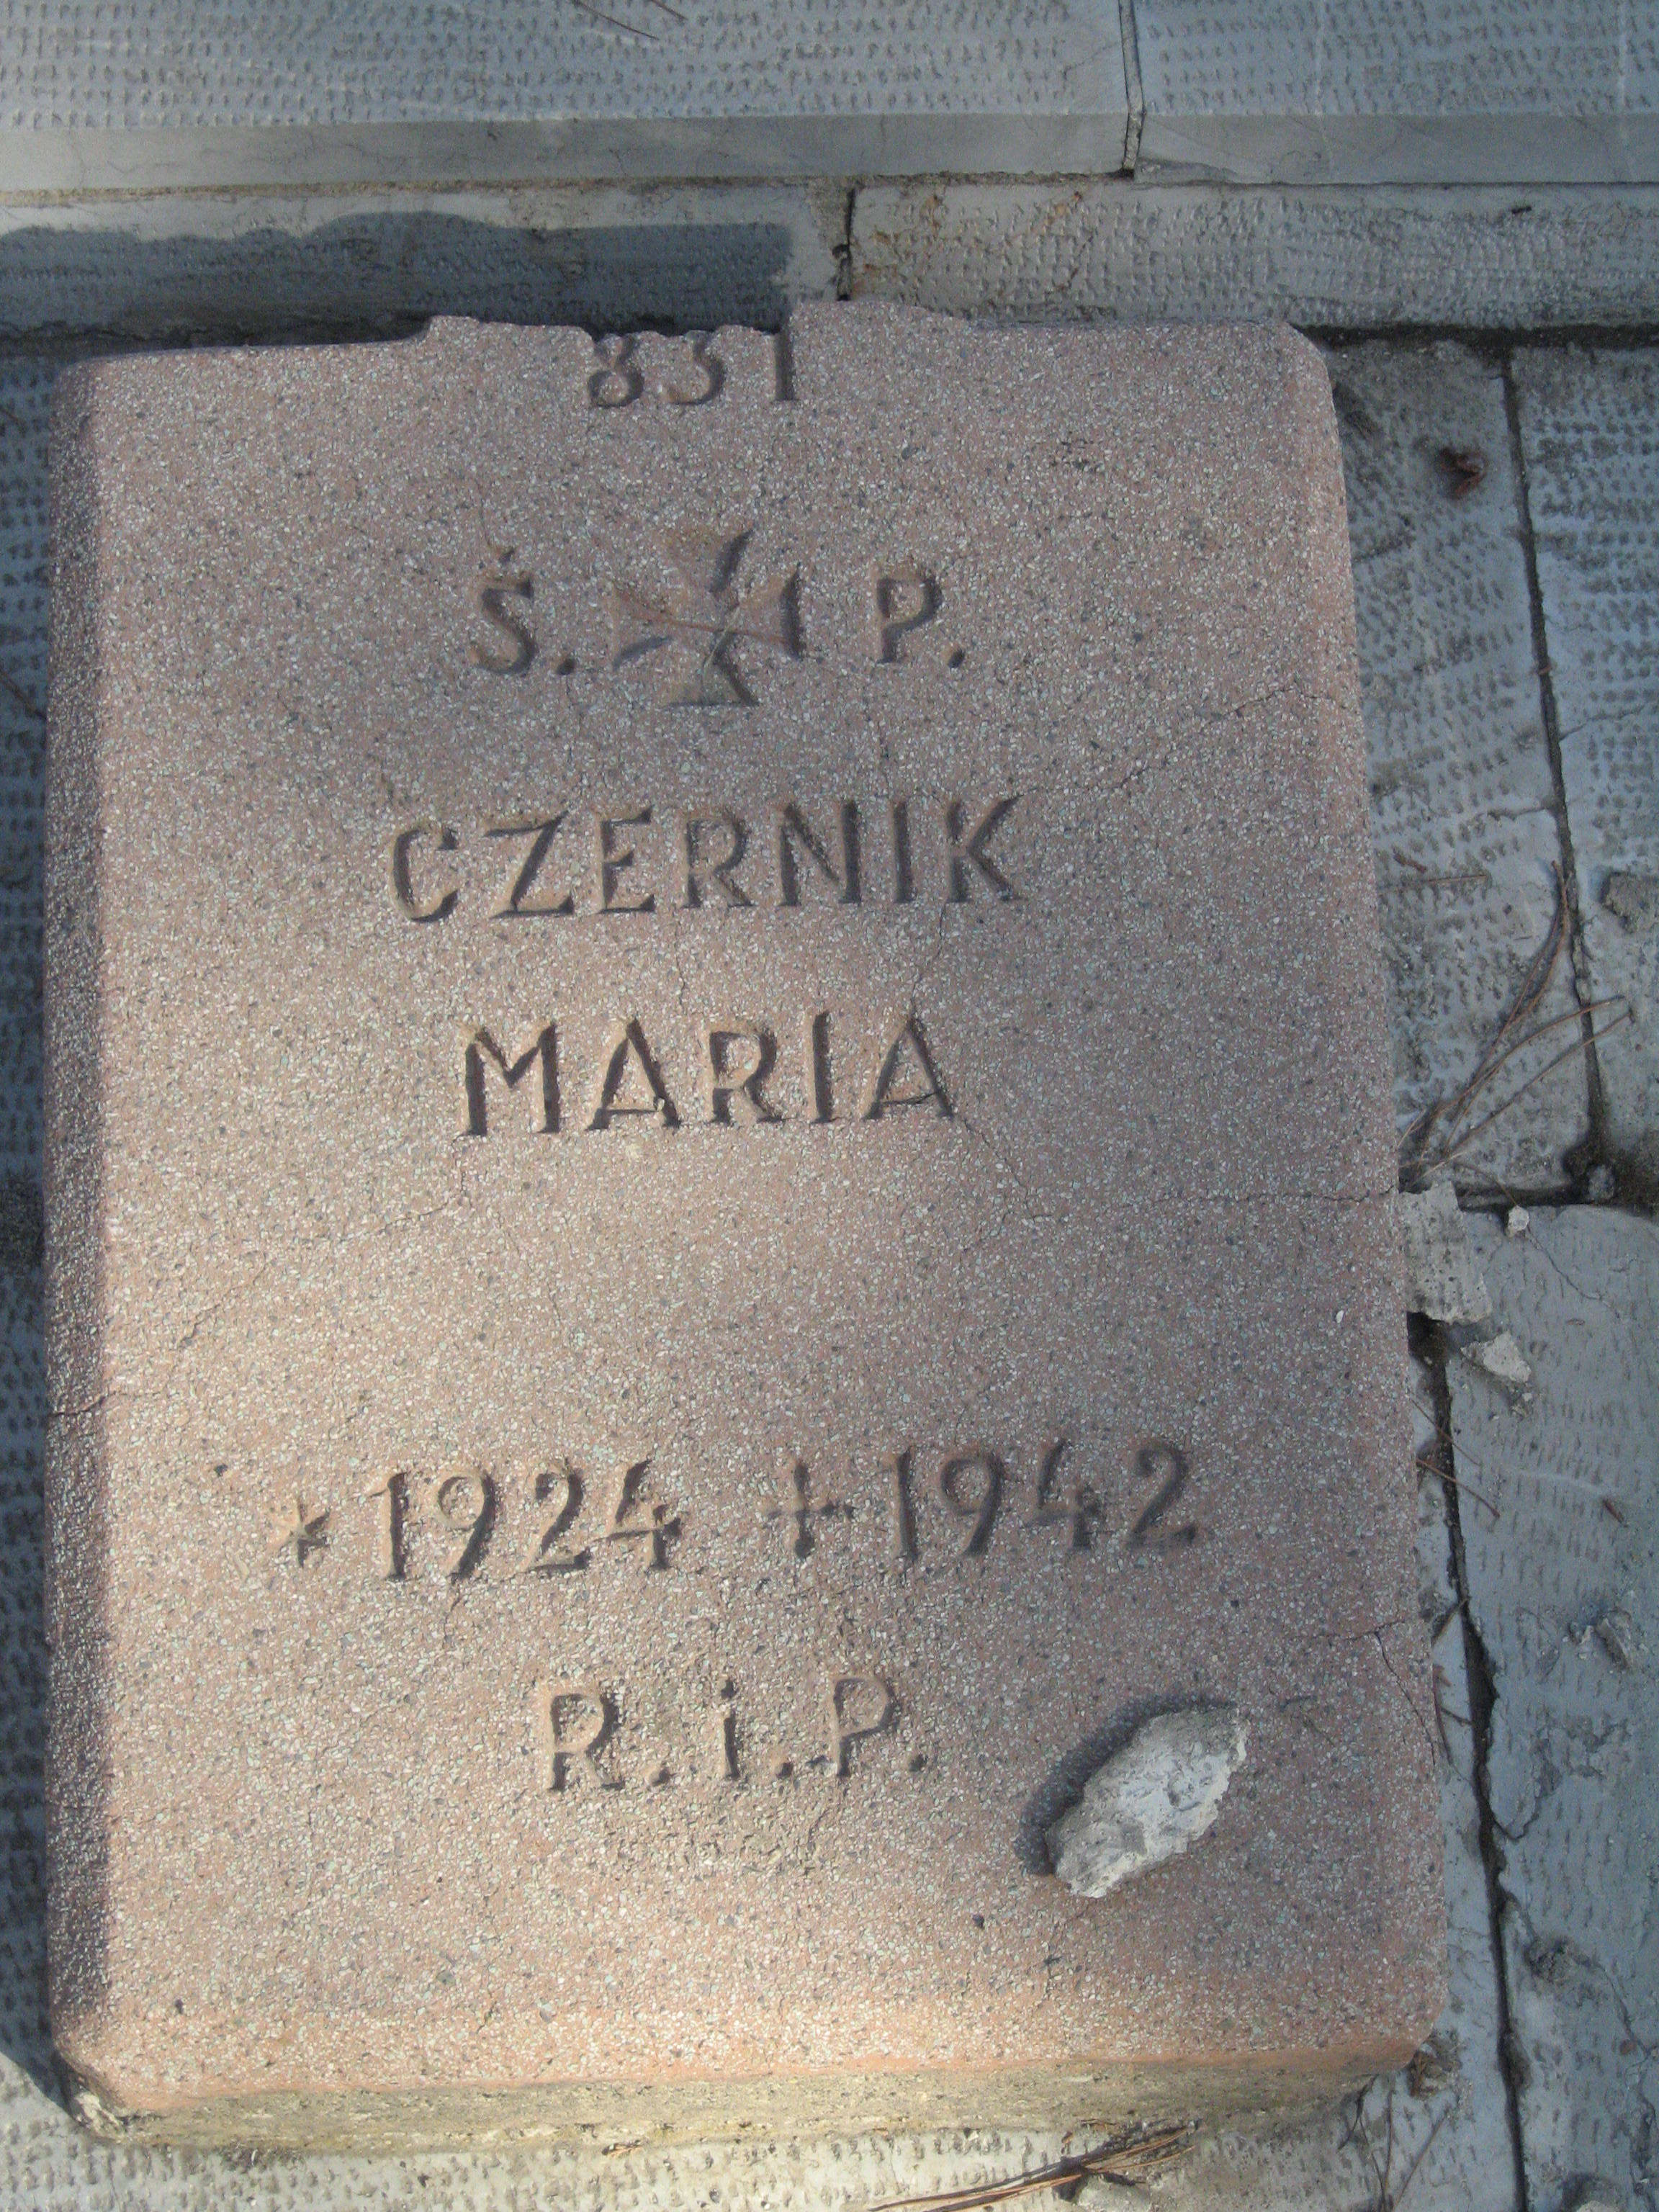 831
Ś. P.
CZERNIK
MARIA
*1924 +1942
R.i.P.